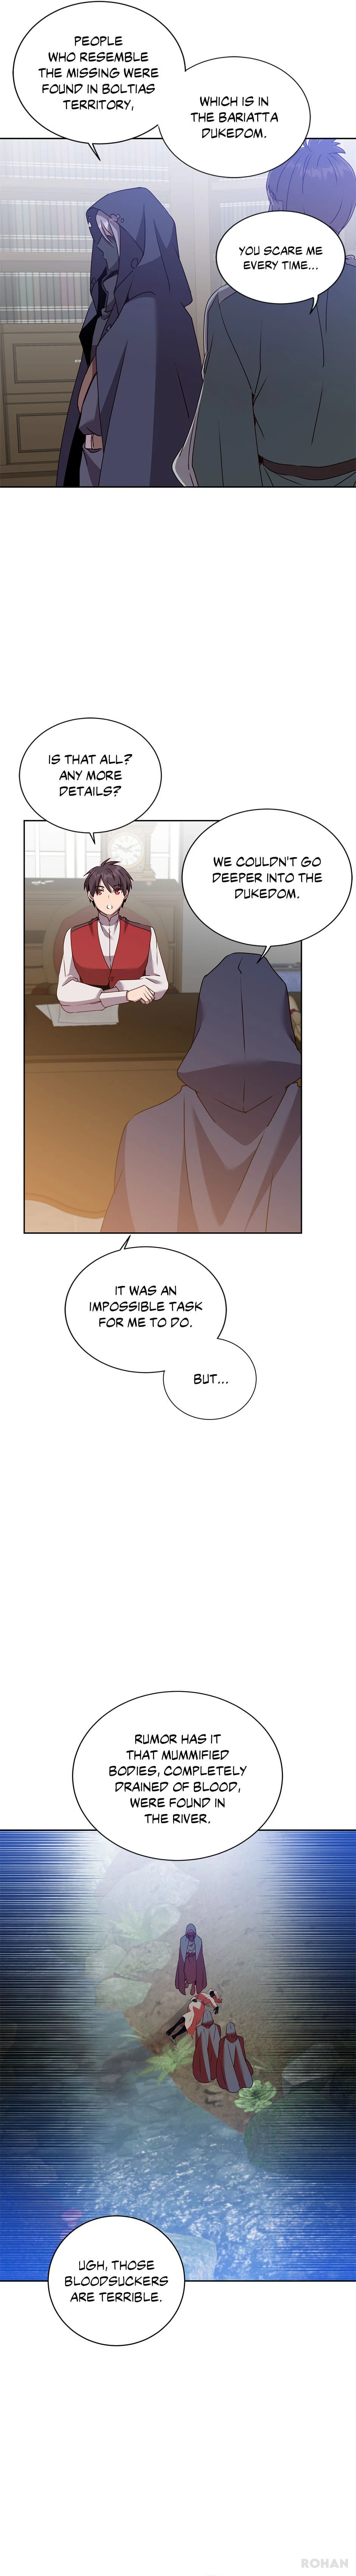 PEOPLE
WHO RESEMBLE
THE MISSING WERE
FOUND IN BOLTIAS
TERRITORY,
WHICH IS IN
THE BARIATTA
DUKEDOM.
YOU SCARE ME
EVERY TIME...
IS THAT ALL?
ANY MORE
DETAILS?
WE COULDN'T GO
DEEPER INTO THE
DUKEDOM.
IT WAS AN
IMPOSSIBLE TASK
FOR ME TO DO.
BUT...
RUMOR HAS IT
THAT MUMMIFIED
BODIES, COMPLETELY
DRAINED OF BLOOD,
WERE FOUND IN
THE RIVER.
UGH, THOSE
BLOODSUCKERS
ARE TERRIBLE.
ROHAN